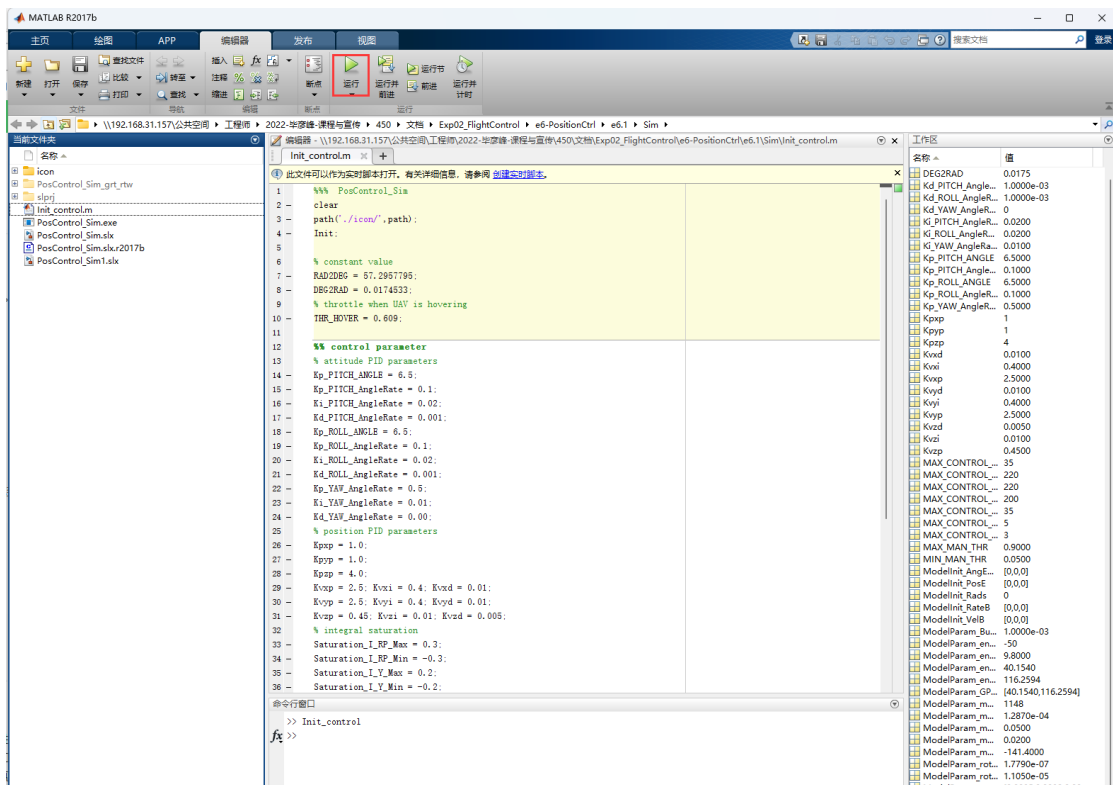 MATLAB R2017b
主页 绘图 APP 编辑器 发布 视图
搜索文档 登录
新建 打开 保存 查找文件 比较 打印 转至 查找 插入 fx 注释 缩进 断点 运行 运行并前进 运行节 前进 运行并计时
文件 导航 编辑 断点 运行
\\192.168.31.157\公共空间 ▸ 工程师 ▸ 2022-毕彦峰-课程与宣传 ▸ 450 ▸ 文档 ▸ Exp02_FlightControl ▸ e6-PositionCtrl ▸ e6.1 ▸ Sim ▸
当前文件夹
名称
icon
PosControl_Sim_grt_rtw
slprj
Init_control.m
PosControl_Sim.exe
PosControl_Sim.slx
PosControl_Sim.slx.r2017b
PosControl_Sim1.slx
编辑器 - \\192.168.31.157\公共空间\工程师\2022-毕彦峰-课程与宣传\450\文档\Exp02_FlightControl\e6-PositionCtrl\e6.1\Sim\Init_control.m
Init_control.m
此文件可以作为实时脚本打开。有关详细信息，请参阅 创建实时脚本。
1 %%% PosControl_Sim
2 – clear
3 – path('./icon/',path);
4 – Init;
5
6 % constant value
7 – RAD2DEG = 57.2957795;
8 – DEG2RAD = 0.0174533;
9 % throttle when UAV is hovering
10 – THR_HOVER = 0.609;
11
12 %% control parameter
13 % attitude PID parameters
14 – Kp_PITCH_ANGLE = 6.5;
15 – Kp_PITCH_AngleRate = 0.1;
16 – Ki_PITCH_AngleRate = 0.02;
17 – Kd_PITCH_AngleRate = 0.001;
18 – Kp_ROLL_ANGLE = 6.5;
19 – Kp_ROLL_AngleRate = 0.1;
20 – Ki_ROLL_AngleRate = 0.02;
21 – Kd_ROLL_AngleRate = 0.001;
22 – Kp_YAW_AngleRate = 0.5;
23 – Ki_YAW_AngleRate = 0.01;
24 – Kd_YAW_AngleRate = 0.00;
25 % position PID parameters
26 – Kpxp = 1.0;
27 – Kpyp = 1.0;
28 – Kpzp = 4.0;
29 – Kvxp = 2.5; Kvxi = 0.4; Kvxd = 0.01;
30 – Kvyp = 2.5; Kvyi = 0.4; Kvyd = 0.01;
31 – Kvzp = 0.45; Kvzi = 0.01; Kvzd = 0.005;
32 % integral saturation
33 – Saturation_I_RP_Max = 0.3;
34 – Saturation_I_RP_Min = -0.3;
35 – Saturation_I_Y_Max = 0.2;
36 – Saturation_I_Y_Min = -0.2;
命令行窗口
>> Init_control
fx >>
工作区
名称 值
DEG2RAD 0.0175
Kd_PITCH_Angle... 1.0000e-03
Kd_ROLL_AngleR... 1.0000e-03
Kd_YAW_AngleR... 0
Ki_PITCH_AngleR... 0.0200
Ki_ROLL_AngleR... 0.0200
Ki_YAW_AngleRa... 0.0100
Kp_PITCH_ANGLE 6.5000
Kp_PITCH_Angle... 0.1000
Kp_ROLL_ANGLE 6.5000
Kp_ROLL_AngleR... 0.1000
Kp_YAW_AngleR... 0.5000
Kpxp 1
Kpyp 1
Kpzp 4
Kvxd 0.0100
Kvxi 0.4000
Kvxp 2.5000
Kvyd 0.0100
Kvyi 0.4000
Kvyp 2.5000
Kvzd 0.0050
Kvzi 0.0100
Kvzp 0.4500
MAX_CONTROL_... 35
MAX_CONTROL_... 220
MAX_CONTROL_... 220
MAX_CONTROL_... 200
MAX_CONTROL_... 35
MAX_CONTROL_... 5
MAX_CONTROL_... 3
MAX_MAN_THR 0.9000
MIN_MAN_THR 0.0500
ModelInit_AngE... [0,0,0]
ModelInit_PosE [0,0,0]
ModelInit_Rads 0
ModelInit_RateB [0,0,0]
ModelInit_VelB [0,0,0]
ModelParam_Bu... 1.0000e-03
ModelParam_en... -50
ModelParam_en... 9.8000
ModelParam_en... 40.1540
ModelParam_en... 116.2594
ModelParam_GP... [40.1540,116.2594]
ModelParam_m... 1148
ModelParam_m... 1.2870e-04
ModelParam_m... 0.0500
ModelParam_m... 0.0200
ModelParam_m... -141.4000
ModelParam_rot... 1.7790e-07
ModelParam_rot... 1.1050e-05